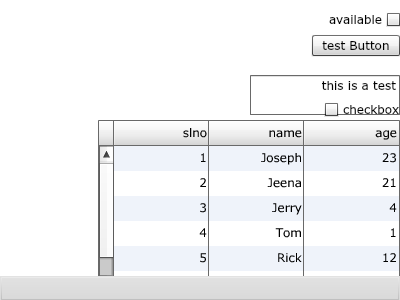 available
test Button
this is a test
checkbox
slno name age
1 Joseph 23
2 Jeena 21
3 Jerry 4
4 Tom 1
5 Rick 12